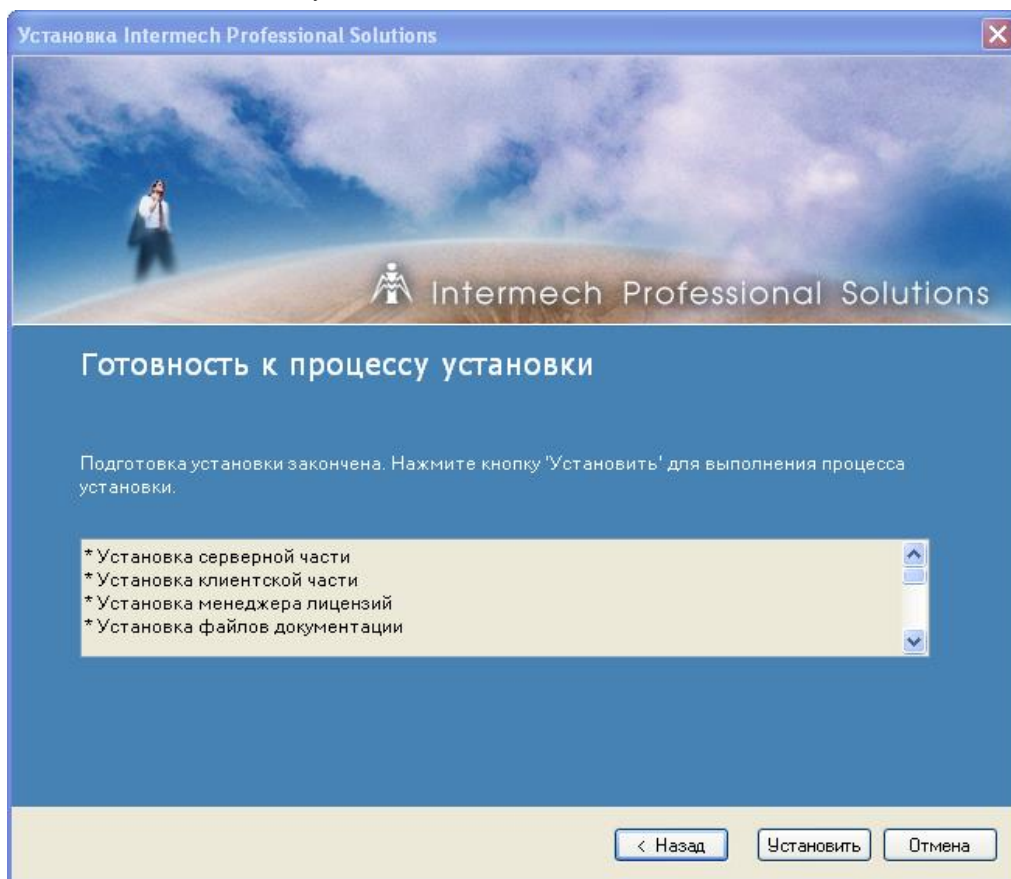 Установка Intermech Professional Solutions
Intermech Professional Solutions
Готовность к процессу установки
Подготовка установки закончена. Нажмите кнопку 'Установить' для выполнения процесса
установки.
* Установка серверной части
* Установка клиентской части
* Установка менеджера лицензий
* Установка файлов документации
< Назад
Установить
Отмена